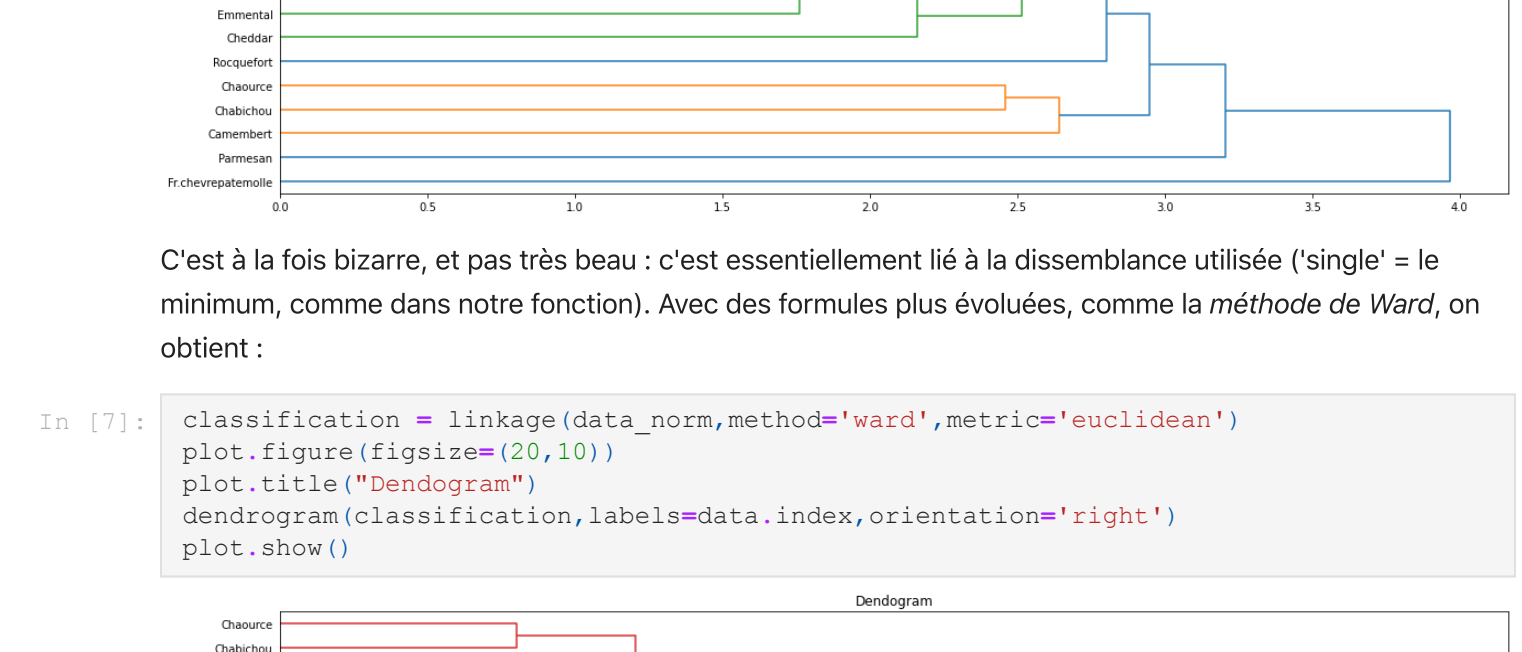 Emmental
Cheddar
Rocquefort
Chaource
Chabichou
Camembert
Parmesan
Fr.chevrepatemolle
0.0 0.5 1.0 1.5 2.0 2.5 3.0 3.5 4.0
C'est à la fois bizarre, et pas très beau : c'est essentiellement lié à la dissemblance utilisée ('single' = le
minimum, comme dans notre fonction). Avec des formules plus évoluées, comme la méthode de Ward, on
obtient :
In [7]:
classification = linkage(data_norm,method='ward',metric='euclidean')
plot.figure(figsize=(20,10))
plot.title("Dendogram")
dendrogram(classification,labels=data.index,orientation='right')
plot.show()
Dendogram
Chaource
Chabichou